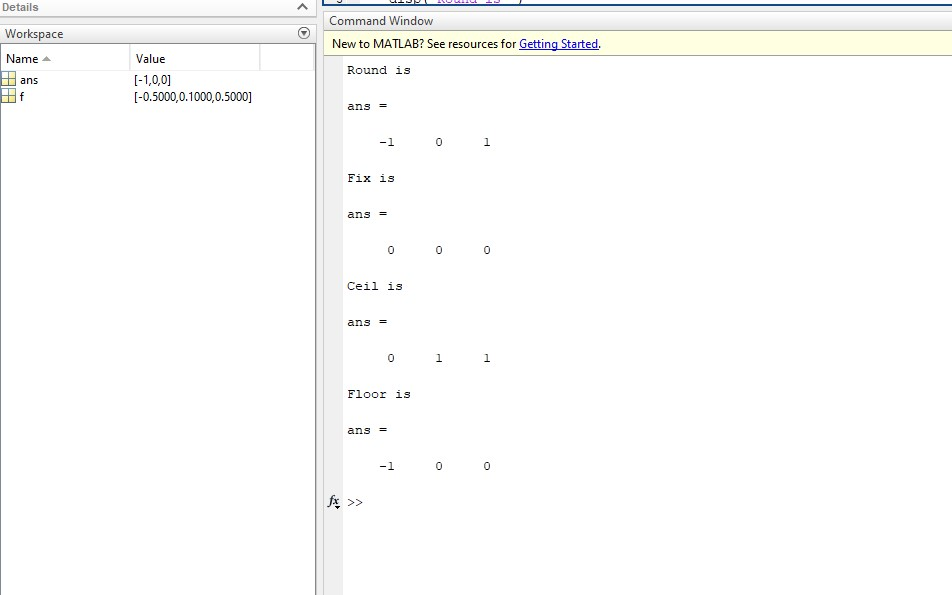 Details
Workspace
Name Value
ans [-1,0,0]
f [-0.5000,0.1000,0.5000]
Command Window
New to MATLAB? See resources for Getting Started.
Round is
ans =
-1 0 1
Fix is
ans =
0 0 0
Ceil is
ans =
0 1 1
Floor is
ans =
-1 0 0
fx >>